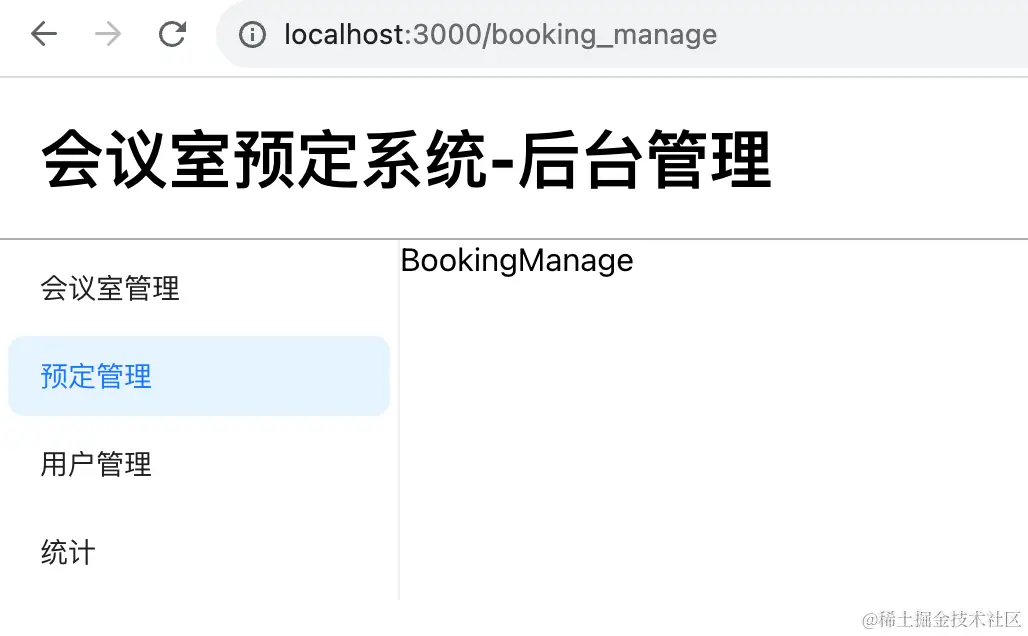 localhost:3000/booking_manage
会议室预定系统-后台管理
会议室管理
BookingManage
预定管理
用户管理
统计
@稀土掘金技术社区